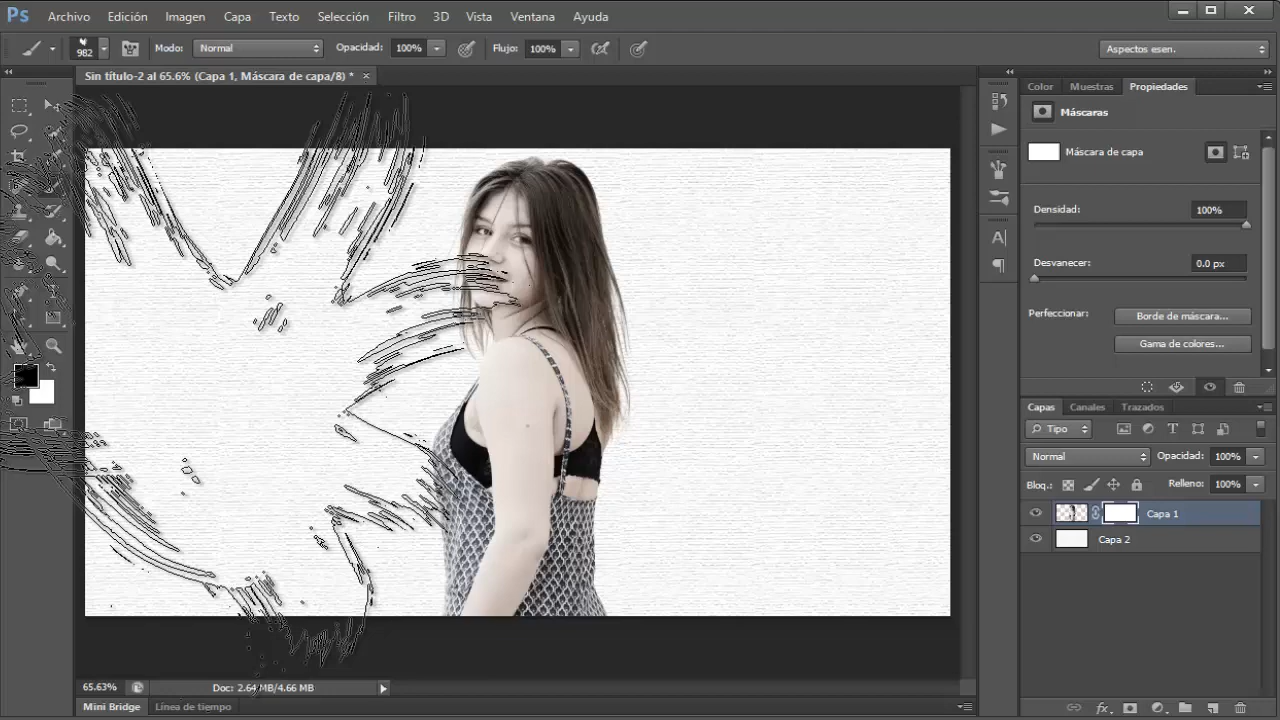 Ps Archivo Edición Imagen Capa Texto Selección Filtro 3D Vista Ventana Ayuda
982 Modo: Normal Opacidad: 100% Flujo: 100% Aspectos esen.
Sin título-2 al 65.6% (Capa 1, Máscara de capa/8) * ×
Color Muestras Propiedades
Máscaras
Máscara de capa
Densidad: 100%
Desvanecer: 0.0 px
Perfeccionar: Borde de máscara...
Gama de colores...
Capas Canales Trazados
Tipo
Normal Opacidad: 100%
Bloq.: Relleno: 100%
Capa 1
Capa 2
65.63% Doc: 2.64 MB/4.66 MB
Mini Bridge Línea de tiempo